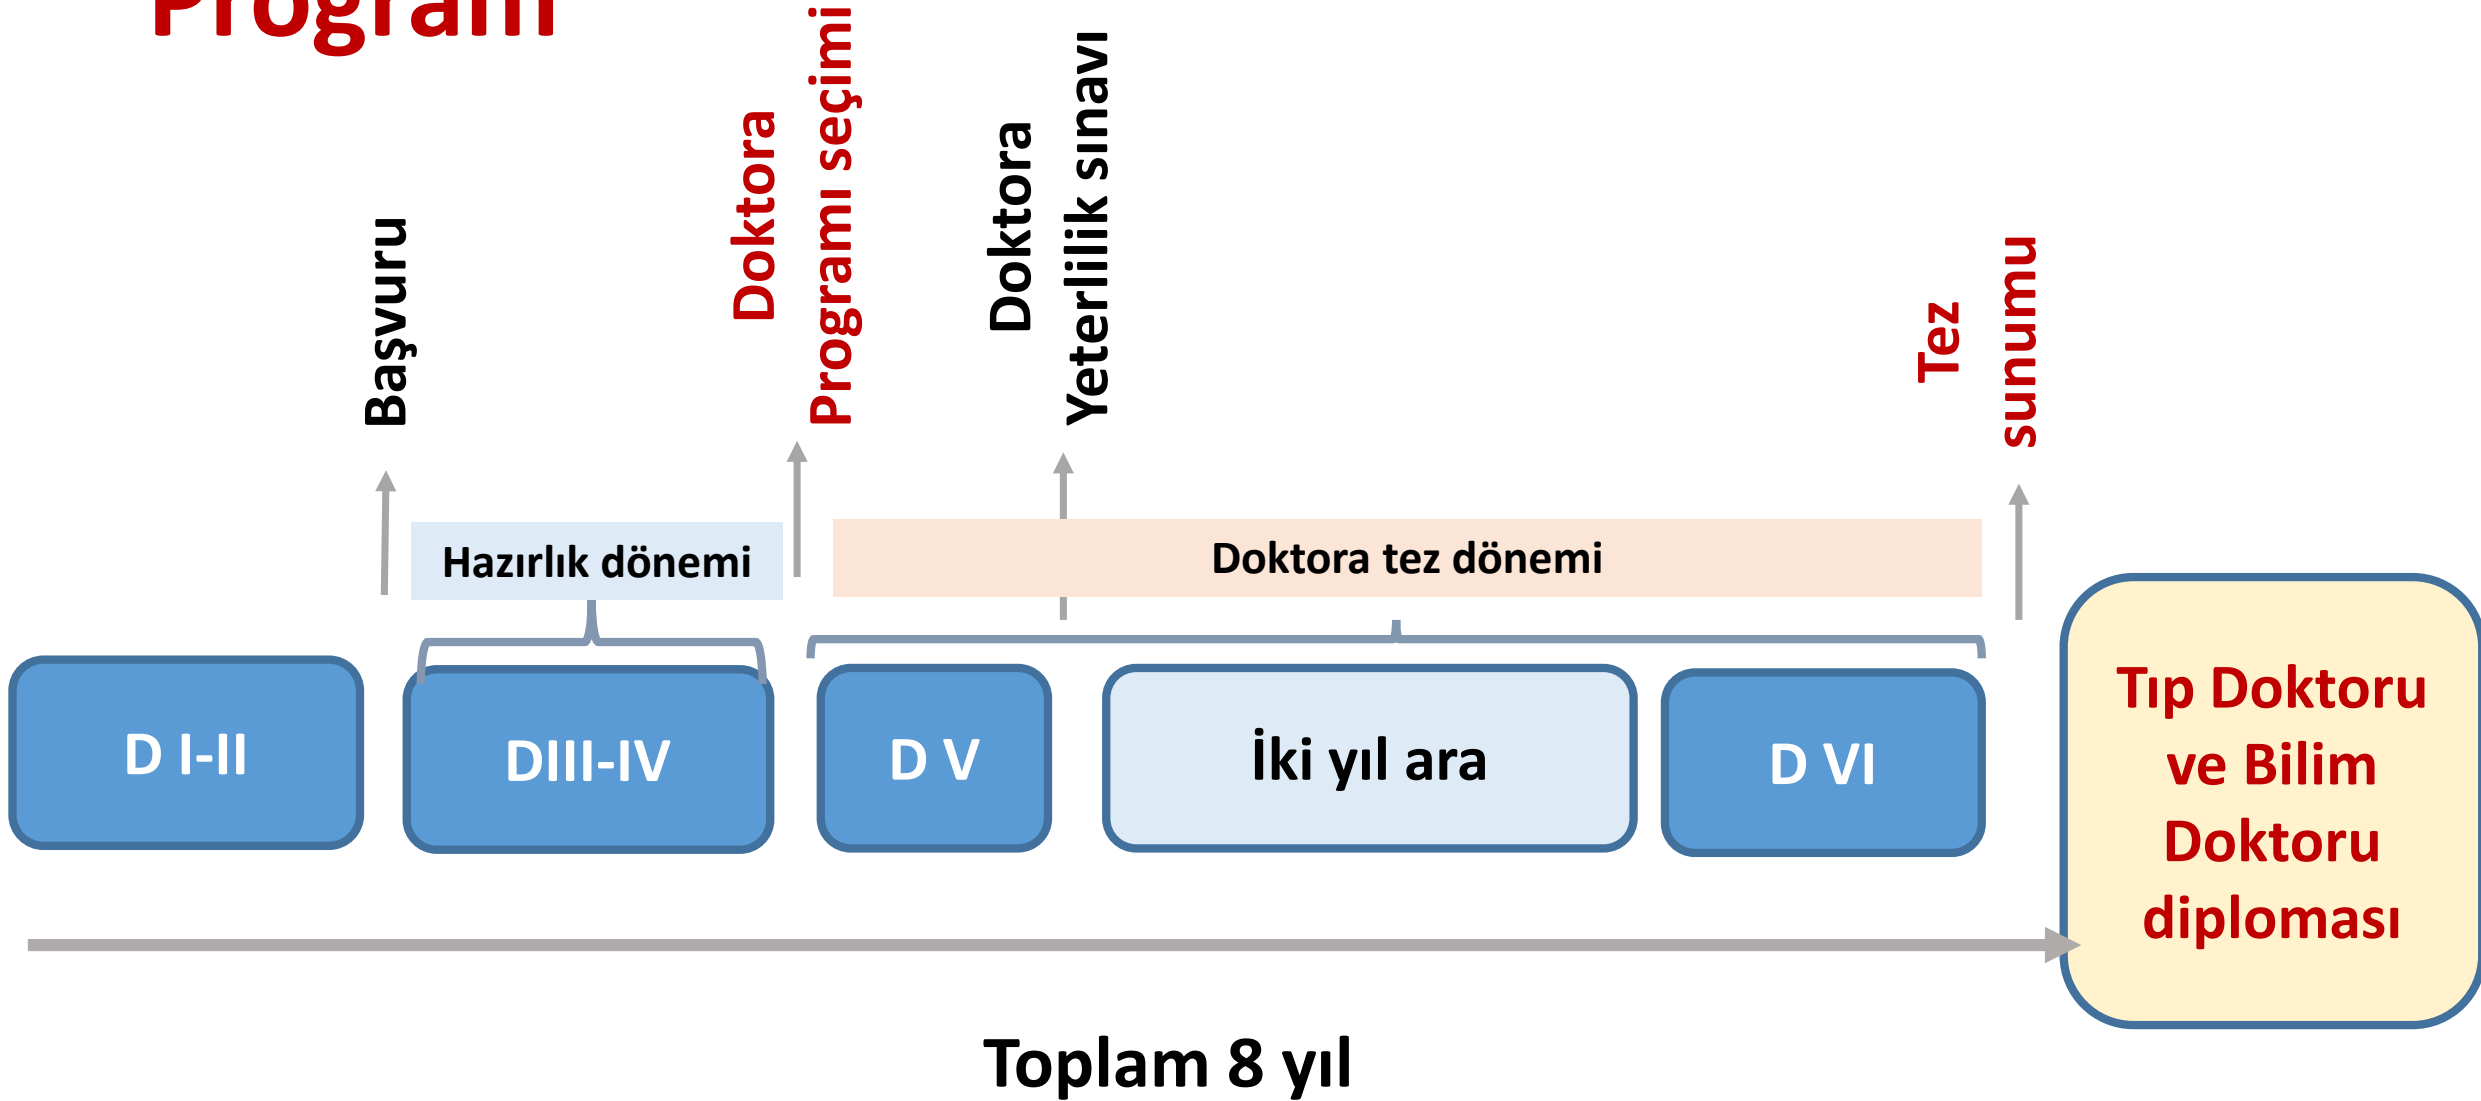 Program
Başvuru
Doktora
Programı seçimi
Doktora
Yeterlilik sınavı
Tez
sunumu
Hazırlık dönemi
Doktora tez dönemi
D I-II
DIII-IV
D V
İki yıl ara
D VI
Tıp Doktoru
ve Bilim
Doktoru
diploması
Toplam 8 yıl